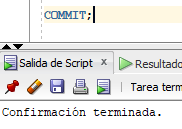 COMMIT;
Salida de Script x Resultado
Tarea term
Confirmación terminada.